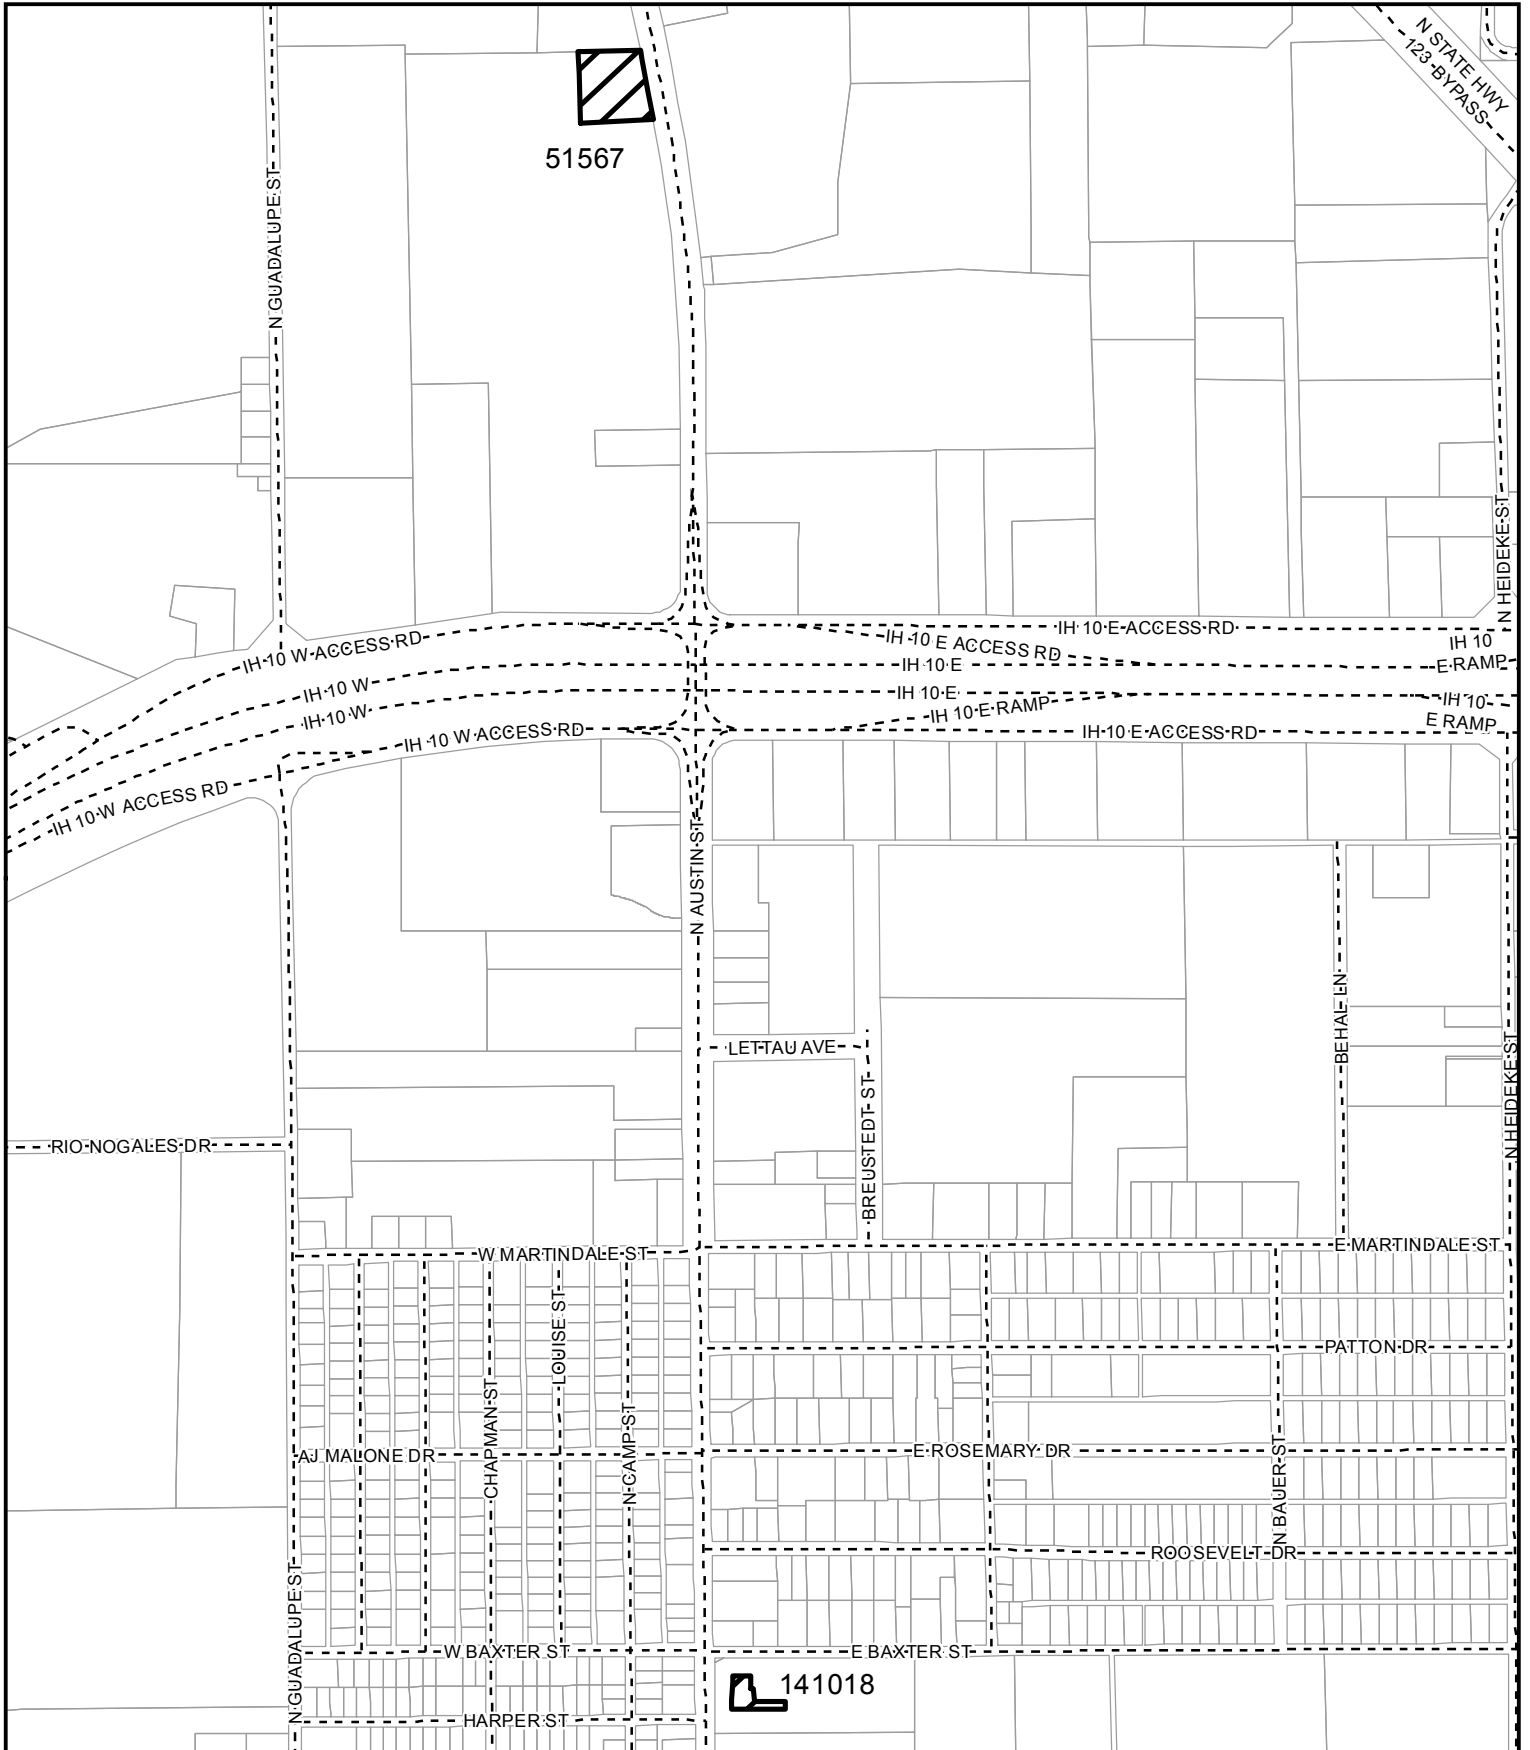 N STATE HWY
123 BYPASS
51567
N GUADALUPE ST
N HEIDEKE ST
IH 10 W ACCESS RD
IH 10 E ACCESS RD
IH 10 E ACCESS RD
IH 10
E RAMP
IH 10 E
IH 10 W
IH 10 E
IH 10
E RAMP
IH 10 W
IH 10 E RAMP
IH 10 W ACCESS RD
IH 10 E ACCESS RD
IH 10 W ACCESS RD
N AUSTIN ST
BEHAL LN
LETTAU AVE
N HEIDEKE ST
BREUSTEDT ST
RIO NOGALES DR
W MARTINDALE ST
E MARTINDALE ST
LOUISE ST
PATTON DR
CHAPMAN ST
N CAMP ST
AJ MALONE DR
E ROSEMARY DR
N BAUER ST
ROOSEVELT DR
N GUADALUPE ST
W BAXTER ST
E BAXTER ST
141018
HARPER ST